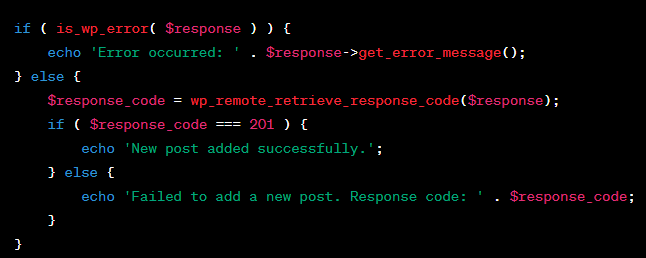 if ( is_wp_error( $response ) ) {
    echo 'Error occurred: ' . $response->get_error_message();
} else {
    $response_code = wp_remote_retrieve_response_code($response);
    if ( $response_code === 201 ) {
        echo 'New post added successfully.';
    } else {
        echo 'Failed to add a new post. Response code: ' . $response_code;
    }
}